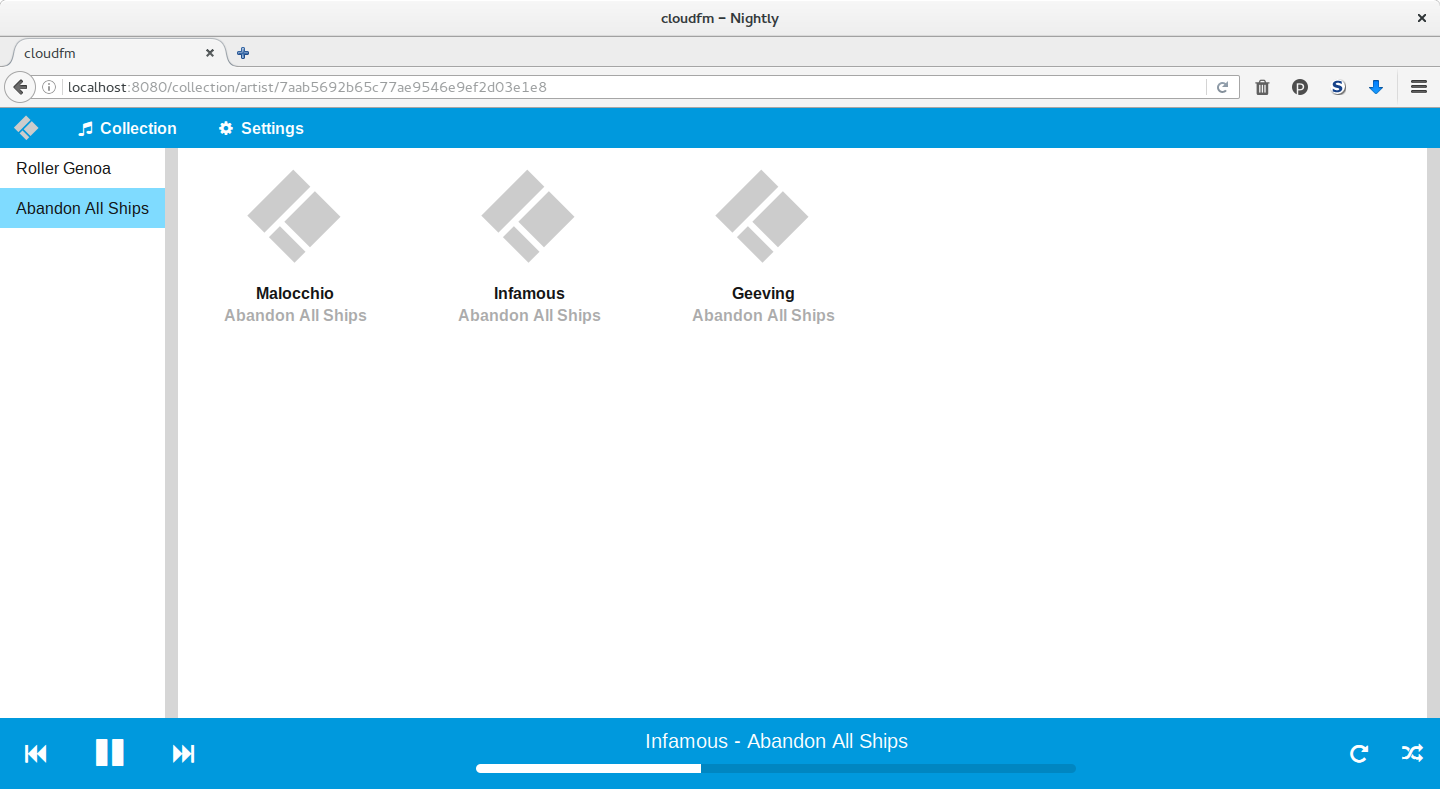 cloudfm – Nightly
cloudfm
localhost:8080/collection/artist/7aab5692b65c77ae9546e9ef2d03e1e8
Collection
Settings
Roller Genoa
Abandon All Ships
Malocchio
Abandon All Ships
Infamous
Abandon All Ships
Geeving
Abandon All Ships
Infamous - Abandon All Ships